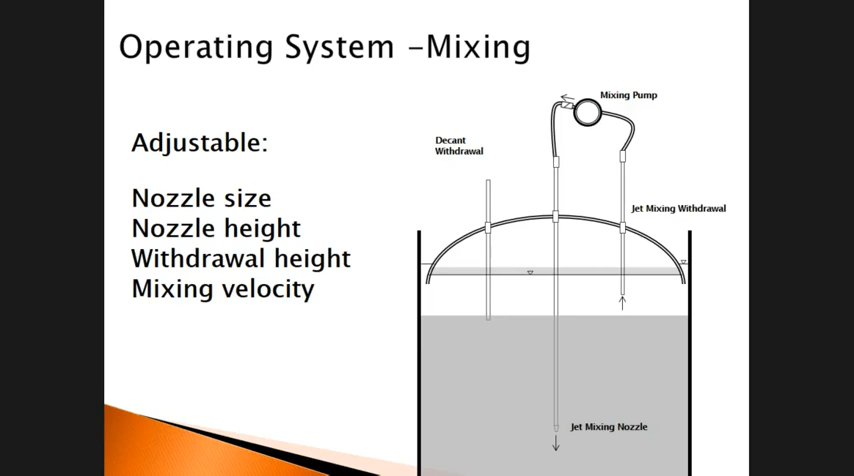 Operating System –Mixing
Adjustable:
Nozzle size
Nozzle height
Withdrawal height
Mixing velocity
Mixing Pump
Decant
Withdrawal
Jet Mixing Withdrawal
Jet Mixing Nozzle